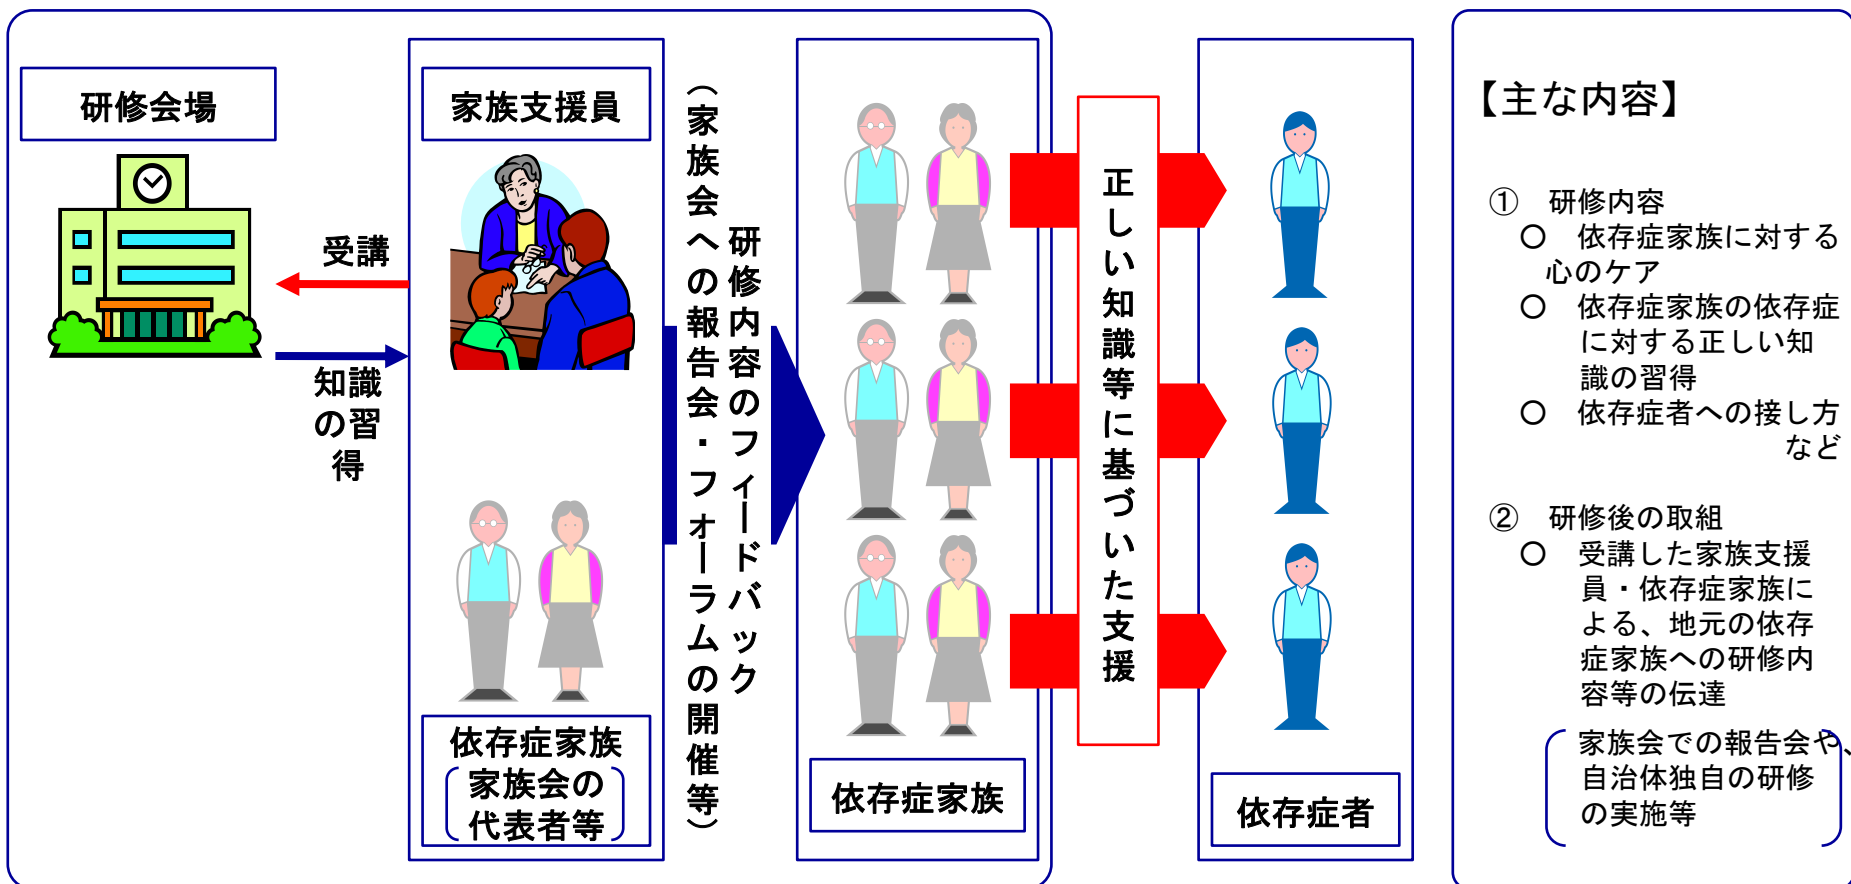 研修会場
受講
知識
の習
得
家族支援員
依存症家族
家族会の
代表者等
研修内容のフィードバック
（家族会への報告会・フォーラムの開催等）
依存症家族
正しい知識等に基づいた支援
依存症者
【主な内容】
①　研修内容
○　依存症家族に対する
心のケア
○　依存症家族の依存症
に対する正しい知
識の習得
○　依存症者への接し方
など
②　研修後の取組
○　受講した家族支援
員・依存症家族に
よる、地元の依存
症家族への研修内
容等の伝達
家族会での報告会や、
自治体独自の研修
の実施等